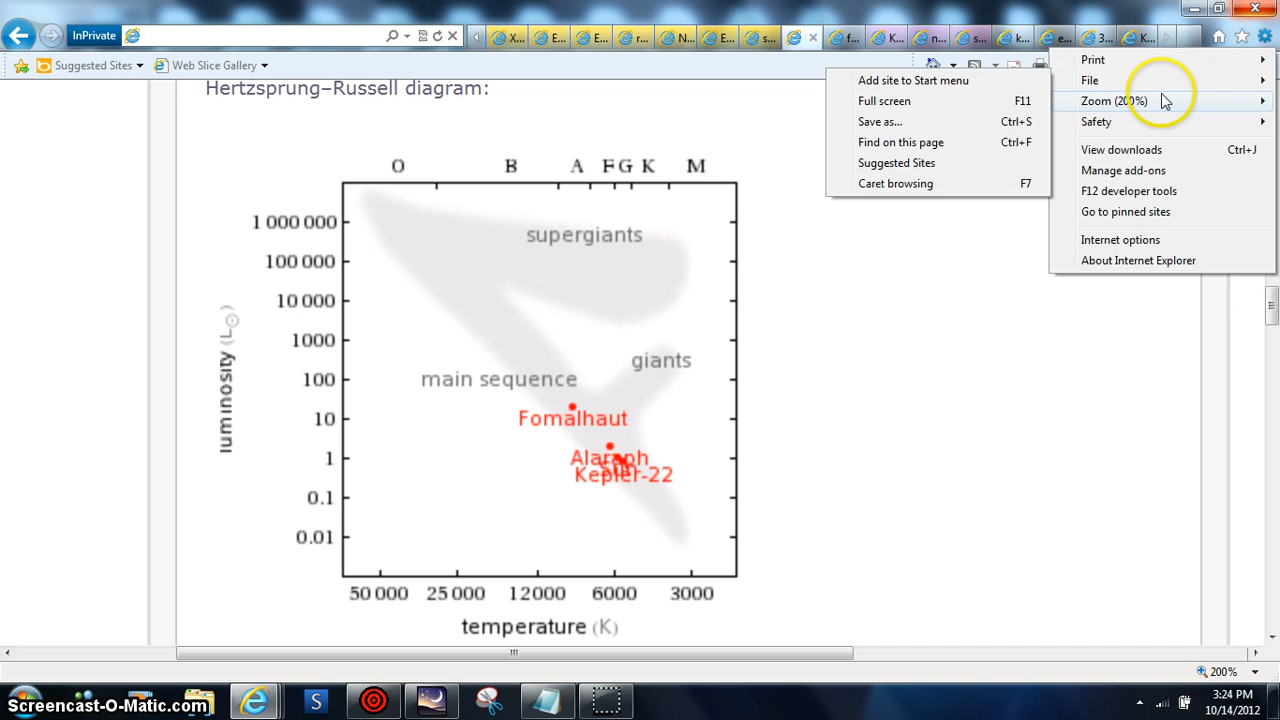 InPrivate
X...
E...
E...
r...
N...
E...
s...
f...
K...
n...
s...
k...
e...
3...
K...
Suggested Sites
Web Slice Gallery
Print
File
Zoom (200%)
Safety
View downloads Ctrl+J
Manage add-ons
F12 developer tools
Go to pinned sites
Internet options
About Internet Explorer
Add site to Start menu
Full screen F11
Save as... Ctrl+S
Find on this page Ctrl+F
Suggested Sites
Caret browsing F7
Hertzsprung–Russell diagram:
O B A F G K M
1 000 000
100 000
10 000
1000
100
10
1
0.1
0.01
luminosity (L☉)
supergiants
giants
main sequence
Fomalhaut
Alaraph
Sun
Kepler-22
50 000 25 000 12000 6000 3000
temperature (K)
200%
Screencast-O-Matic.com
3:24 PM
10/14/2012